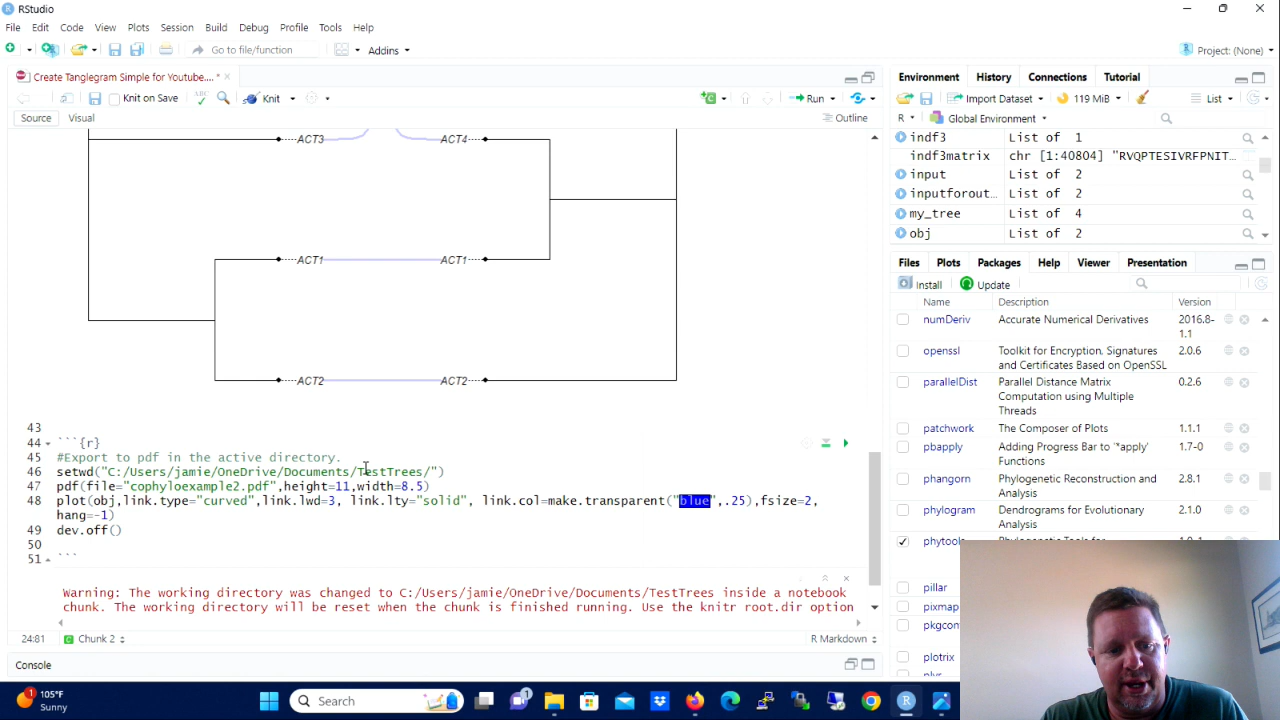 RStudio
File Edit Code View Plots Session Build Debug Profile Tools Help
Go to file/function Addins Project: (None)
Create Tanglegram Simple for Youtube.... *
Knit on Save ABC Knit Run
Source Visual Outline
ACT3 ACT4
ACT1 ACT1
ACT2 ACT2
43
44 ```{r}
45 #Export to pdf in the active directory.
46 setwd("C:/Users/jamie/OneDrive/Documents/TestTrees/")
47 pdf(file="cophyloexample2.pdf",height=11,width=8.5)
48 plot(obj,link.type="curved",link.lwd=3, link.lty="solid", link.col=make.transparent("blue",.25),fsize=2,
hang=-1)
49 dev.off()
50
51 ```
Warning: The working directory was changed to C:/Users/jamie/OneDrive/Documents/TestTrees inside a notebook
chunk. The working directory will be reset when the chunk is finished running. Use the knitr root.dir option
24:81 Chunk 2 R Markdown
Console
Environment History Connections Tutorial
Import Dataset 119 MiB List
R Global Environment
indf3 List of 1
indf3matrix chr [1:40804] "RVQPTESIVRFPNIT...
input List of 2
inputforout... List of 2
my_tree List of 4
obj List of 2
Files Plots Packages Help Viewer Presentation
Install Update
Name Description Version
numDeriv Accurate Numerical Derivatives 2016.8-
1.1
openssl Toolkit for Encryption, Signatures 2.0.6
and Certificates Based on OpenSSL
parallelDist Parallel Distance Matrix 0.2.6
Computation using Multiple
Threads
patchwork The Composer of Plots 1.1.1
pbapply Adding Progress Bar to '*apply' 1.7-0
Functions
phangorn Phylogenetic Reconstruction and 2.11.1
Analysis
phylogram Dendrograms for Evolutionary 2.1.0
Analysis
phytools
pillar
pixmap
pkgcon
plotrix
plyr
105°F
Sunny
Search 1